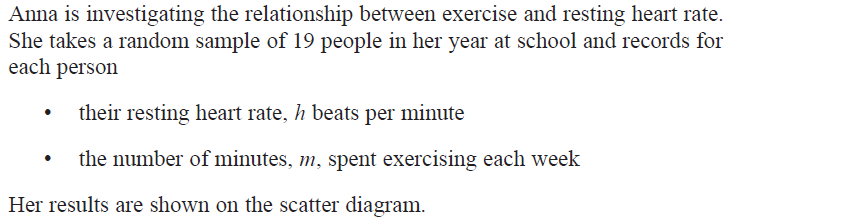 Anna is investigating the relationship between exercise and resting heart rate.
She takes a random sample of 19 people in her year at school and records for
each person
• their resting heart rate, h beats per minute
• the number of minutes, m, spent exercising each week
Her results are shown on the scatter diagram.